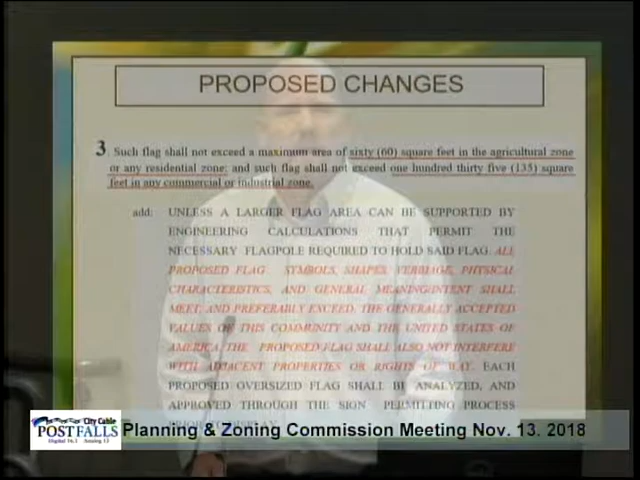 PROPOSED CHANGES
3 Such flag shall not exceed a maximum area of sixty (60) square feet in the agricultural zone
or any residential zone; and such flag shall not exceed one hundred thirty five (135) square
feet in any commercial or industrial zone.
add: UNLESS A LARGER FLAG AREA CAN BE SUPPORTED BY
ENGINEERING CALCULATIONS THAT PERMIT THE
NECESSARY FLAGPOLE REQUIRED TO HOLD SAID FLAG. ALL
PROPOSED FLAG SYMBOLS, SHAPES, VERBIAGE, PHYSICAL
CHARACTERISTICS, AND GENERAL MEANING/INTENT SHALL
MEET, AND PREFERABLY EXCEED, THE GENERALLY ACCEPTED
VALUES OF THIS COMMUNITY AND THE UNITED STATES OF
AMERICA. THE PROPOSED FLAG SHALL ALSO NOT INTERFERE
WITH ADJACENT PROPERTIES OR RIGHTS OF WAY. EACH
PROPOSED OVERSIZED FLAG SHALL BE ANALYZED, AND
APPROVED THROUGH THE SIGN PERMITTING PROCESS
City Cable
POST FALLS
Planning & Zoning Commission Meeting Nov. 13. 2018